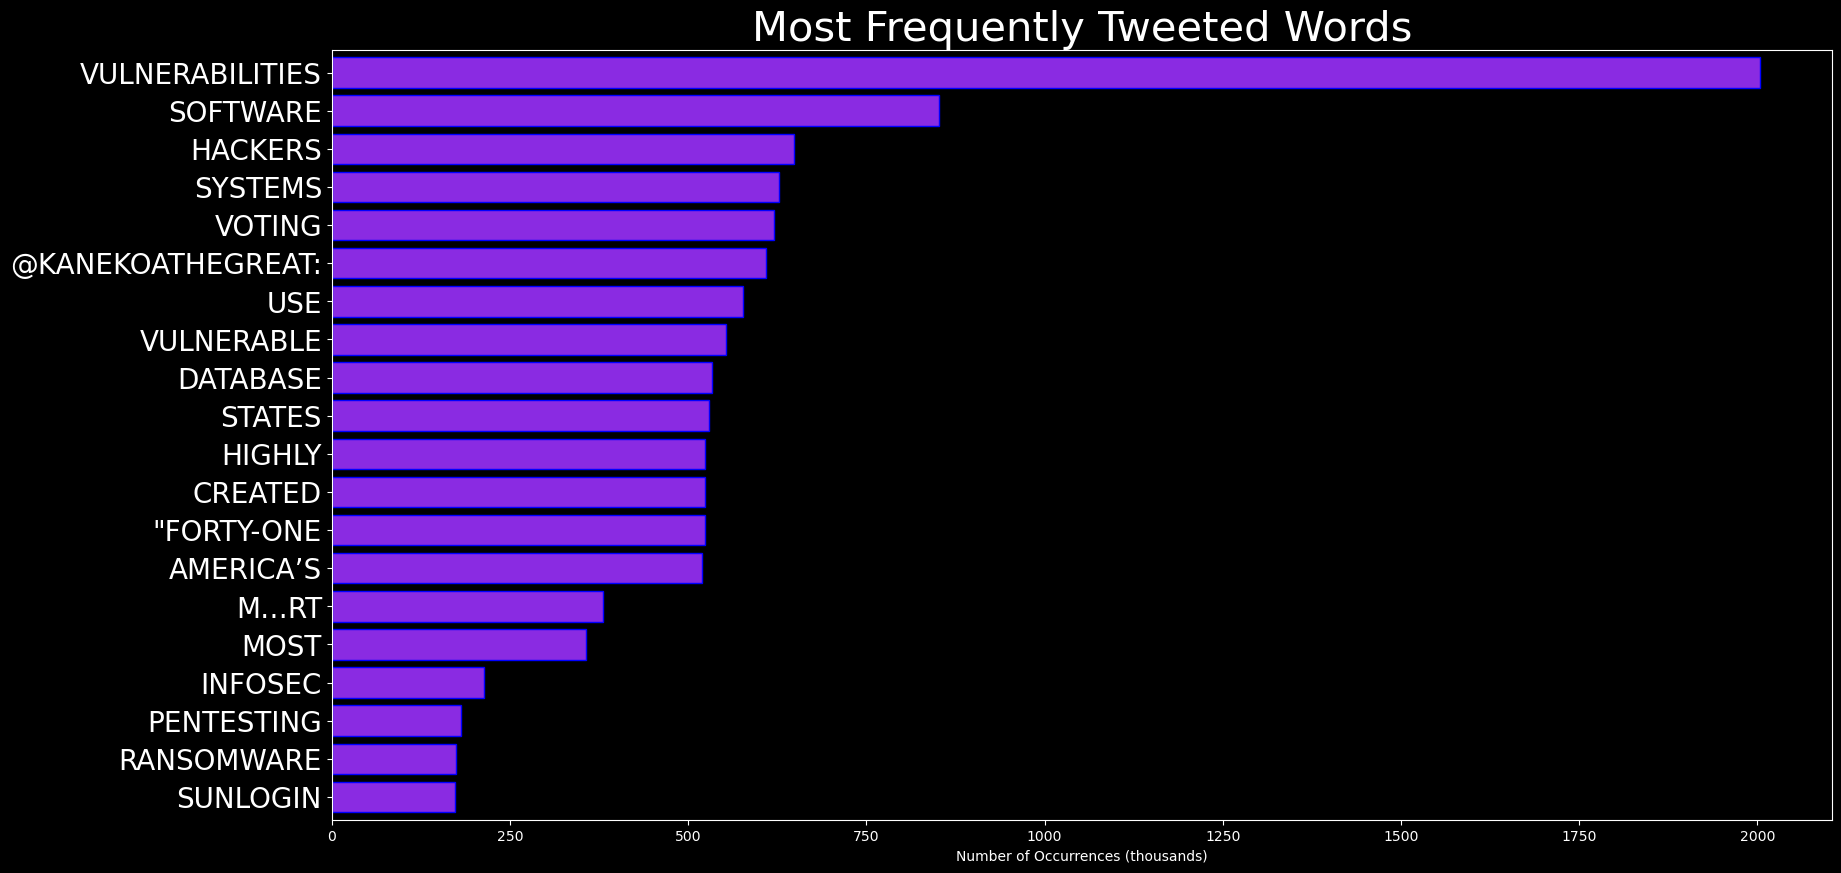 Most Frequently Tweeted Words
VULNERABILITIES
SOFTWARE
HACKERS
SYSTEMS
VOTING
@KANEKOATHEGREAT:
USE
VULNERABLE
DATABASE
STATES
HIGHLY
CREATED
"FORTY-ONE
AMERICA’S
M…RT
MOST
INFOSEC
PENTESTING
RANSOMWARE
SUNLOGIN
0 250 500 750 1000 1250 1500 1750 2000
Number of Occurrences (thousands)